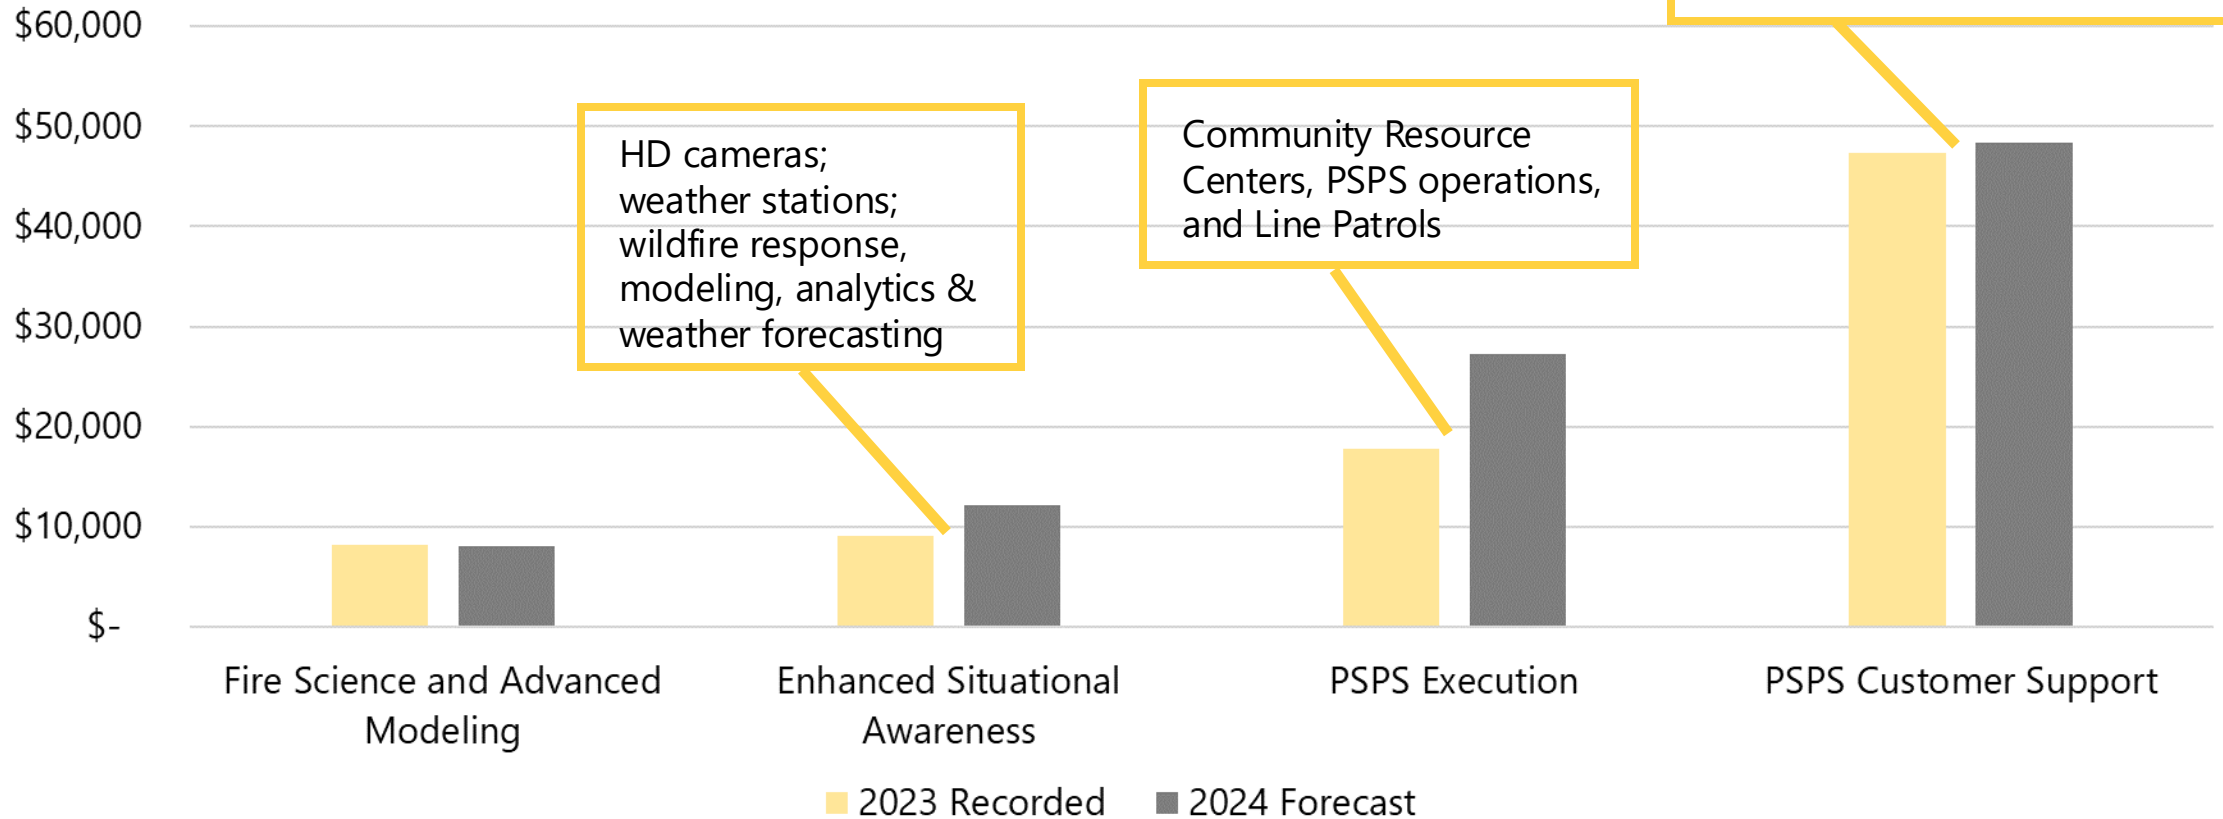 $60,000
$50,000
$40,000
$30,000
$20,000
$10,000
$-
HD cameras;
weather stations;
wildfire response,
modeling, analytics &
weather forecasting
Community Resource
Centers, PSPS operations,
and Line Patrols
Fire Science and Advanced
Modeling
Enhanced Situational
Awareness
PSPS Execution
PSPS Customer Support
2023 Recorded
2024 Forecast